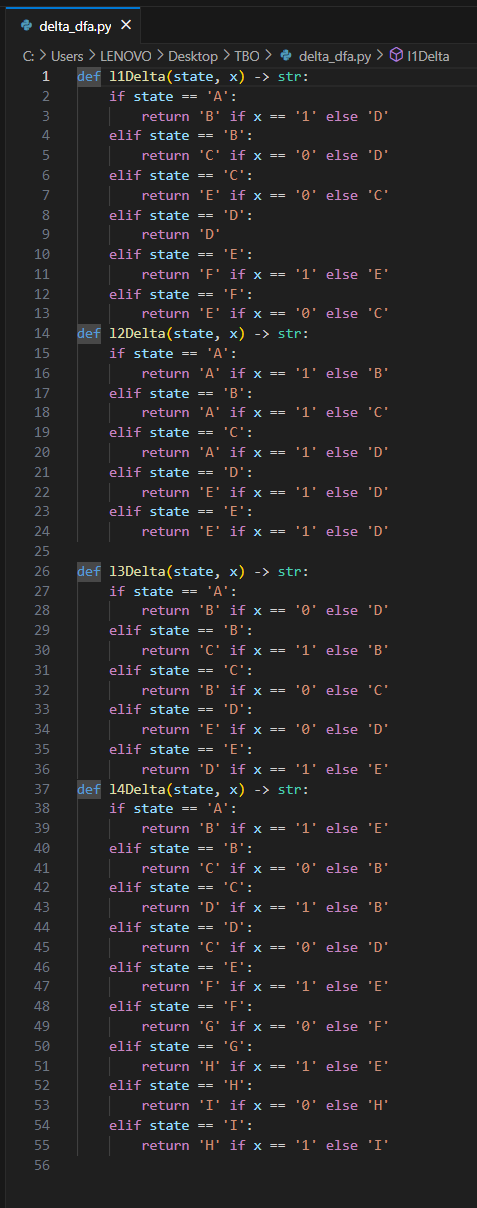 delta_dfa.py ×
C: > Users > LENOVO > Desktop > TBO > delta_dfa.py > l1Delta
1 def l1Delta(state, x) -> str:
2     if state == 'A':
3         return 'B' if x == '1' else 'D'
4     elif state == 'B':
5         return 'C' if x == '0' else 'D'
6     elif state == 'C':
7         return 'E' if x == '0' else 'C'
8     elif state == 'D':
9         return 'D'
10     elif state == 'E':
11         return 'F' if x == '1' else 'E'
12     elif state == 'F':
13         return 'E' if x == '0' else 'C'
14 def l2Delta(state, x) -> str:
15     if state == 'A':
16         return 'A' if x == '1' else 'B'
17     elif state == 'B':
18         return 'A' if x == '1' else 'C'
19     elif state == 'C':
20         return 'A' if x == '1' else 'D'
21     elif state == 'D':
22         return 'E' if x == '1' else 'D'
23     elif state == 'E':
24         return 'E' if x == '1' else 'D'
25
26 def l3Delta(state, x) -> str:
27     if state == 'A':
28         return 'B' if x == '0' else 'D'
29     elif state == 'B':
30         return 'C' if x == '1' else 'B'
31     elif state == 'C':
32         return 'B' if x == '0' else 'C'
33     elif state == 'D':
34         return 'E' if x == '0' else 'D'
35     elif state == 'E':
36         return 'D' if x == '1' else 'E'
37 def l4Delta(state, x) -> str:
38     if state == 'A':
39         return 'B' if x == '1' else 'E'
40     elif state == 'B':
41         return 'C' if x == '0' else 'B'
42     elif state == 'C':
43         return 'D' if x == '1' else 'B'
44     elif state == 'D':
45         return 'C' if x == '0' else 'D'
46     elif state == 'E':
47         return 'F' if x == '1' else 'E'
48     elif state == 'F':
49         return 'G' if x == '0' else 'F'
50     elif state == 'G':
51         return 'H' if x == '1' else 'E'
52     elif state == 'H':
53         return 'I' if x == '0' else 'H'
54     elif state == 'I':
55         return 'H' if x == '1' else 'I'
56